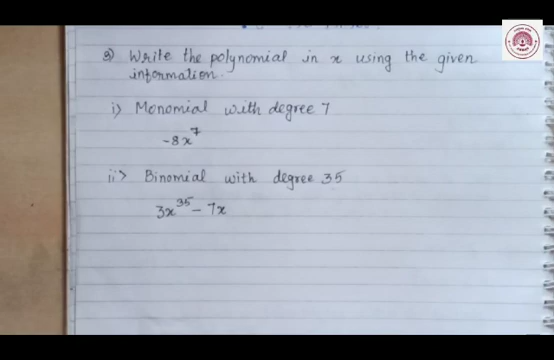 2) Write the polynomial in x using the given
information.
i) Monomial with degree 7
-8x⁷
ii) Binomial with degree 35
3x³⁵ - 7x